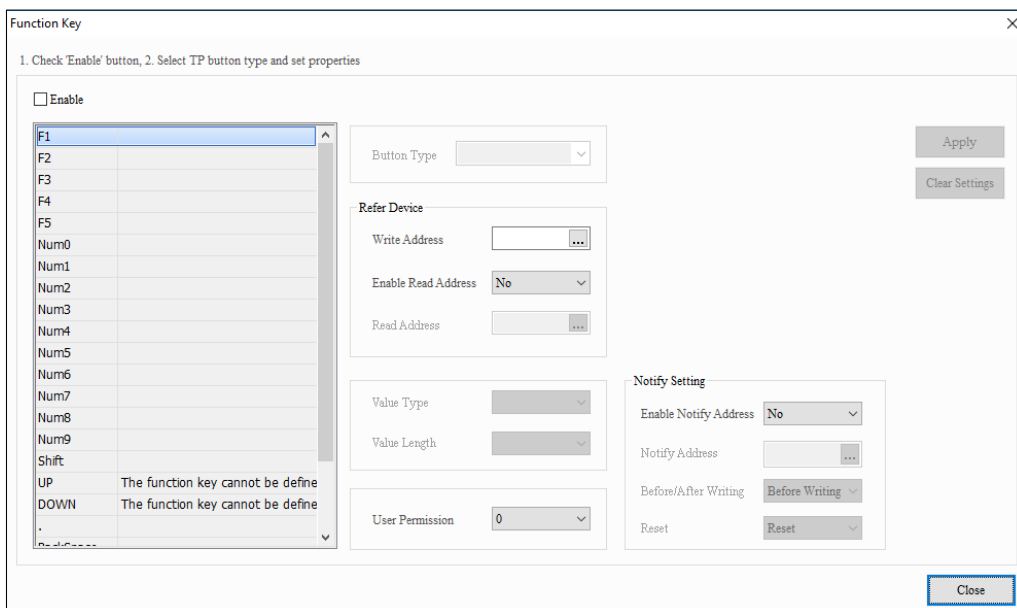 Function Key
1. Check 'Enable' button, 2. Select TP button type and set properties
Enable
F1
F2
F3
F4
F5
Num0
Num1
Num2
Num3
Num4
Num5
Num6
Num7
Num8
Num9
Shift
UP The function key cannot be define
DOWN The function key cannot be define
.
BackSpace
Button Type
Refer Device
Write Address ...
Enable Read Address No
Read Address ...
Value Type
Value Length
User Permission 0
Notify Setting
Enable Notify Address No
Notify Address ...
Before/After Writing Before Writing
Reset Reset
Apply
Clear Settings
Close